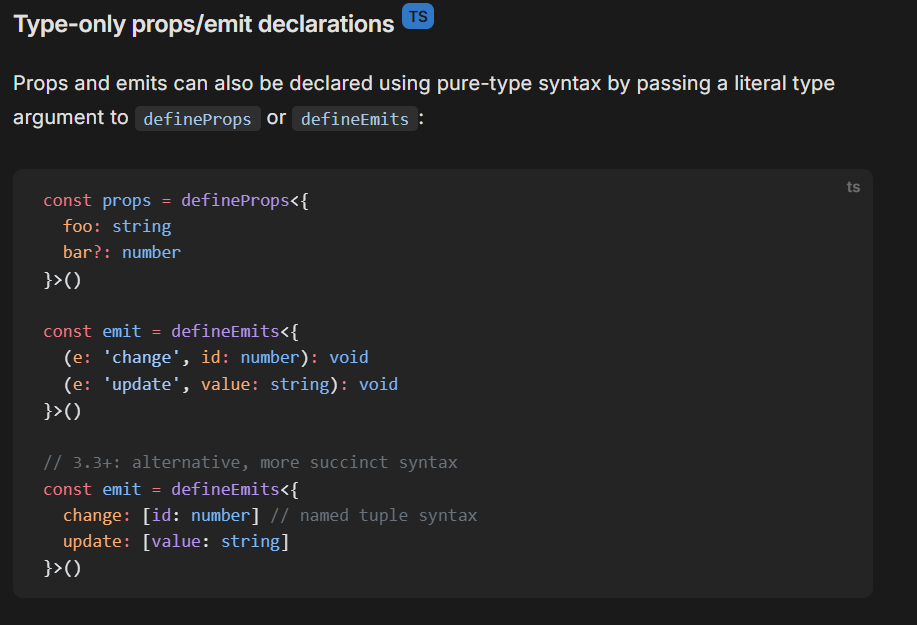 Type-only props/emit declarations TS
Props and emits can also be declared using pure-type syntax by passing a literal type
argument to defineProps or defineEmits:
ts
const props = defineProps<{
  foo: string
  bar?: number
}>()

const emit = defineEmits<{
  (e: 'change', id: number): void
  (e: 'update', value: string): void
}>()

// 3.3+: alternative, more succinct syntax
const emit = defineEmits<{
  change: [id: number] // named tuple syntax
  update: [value: string]
}>()